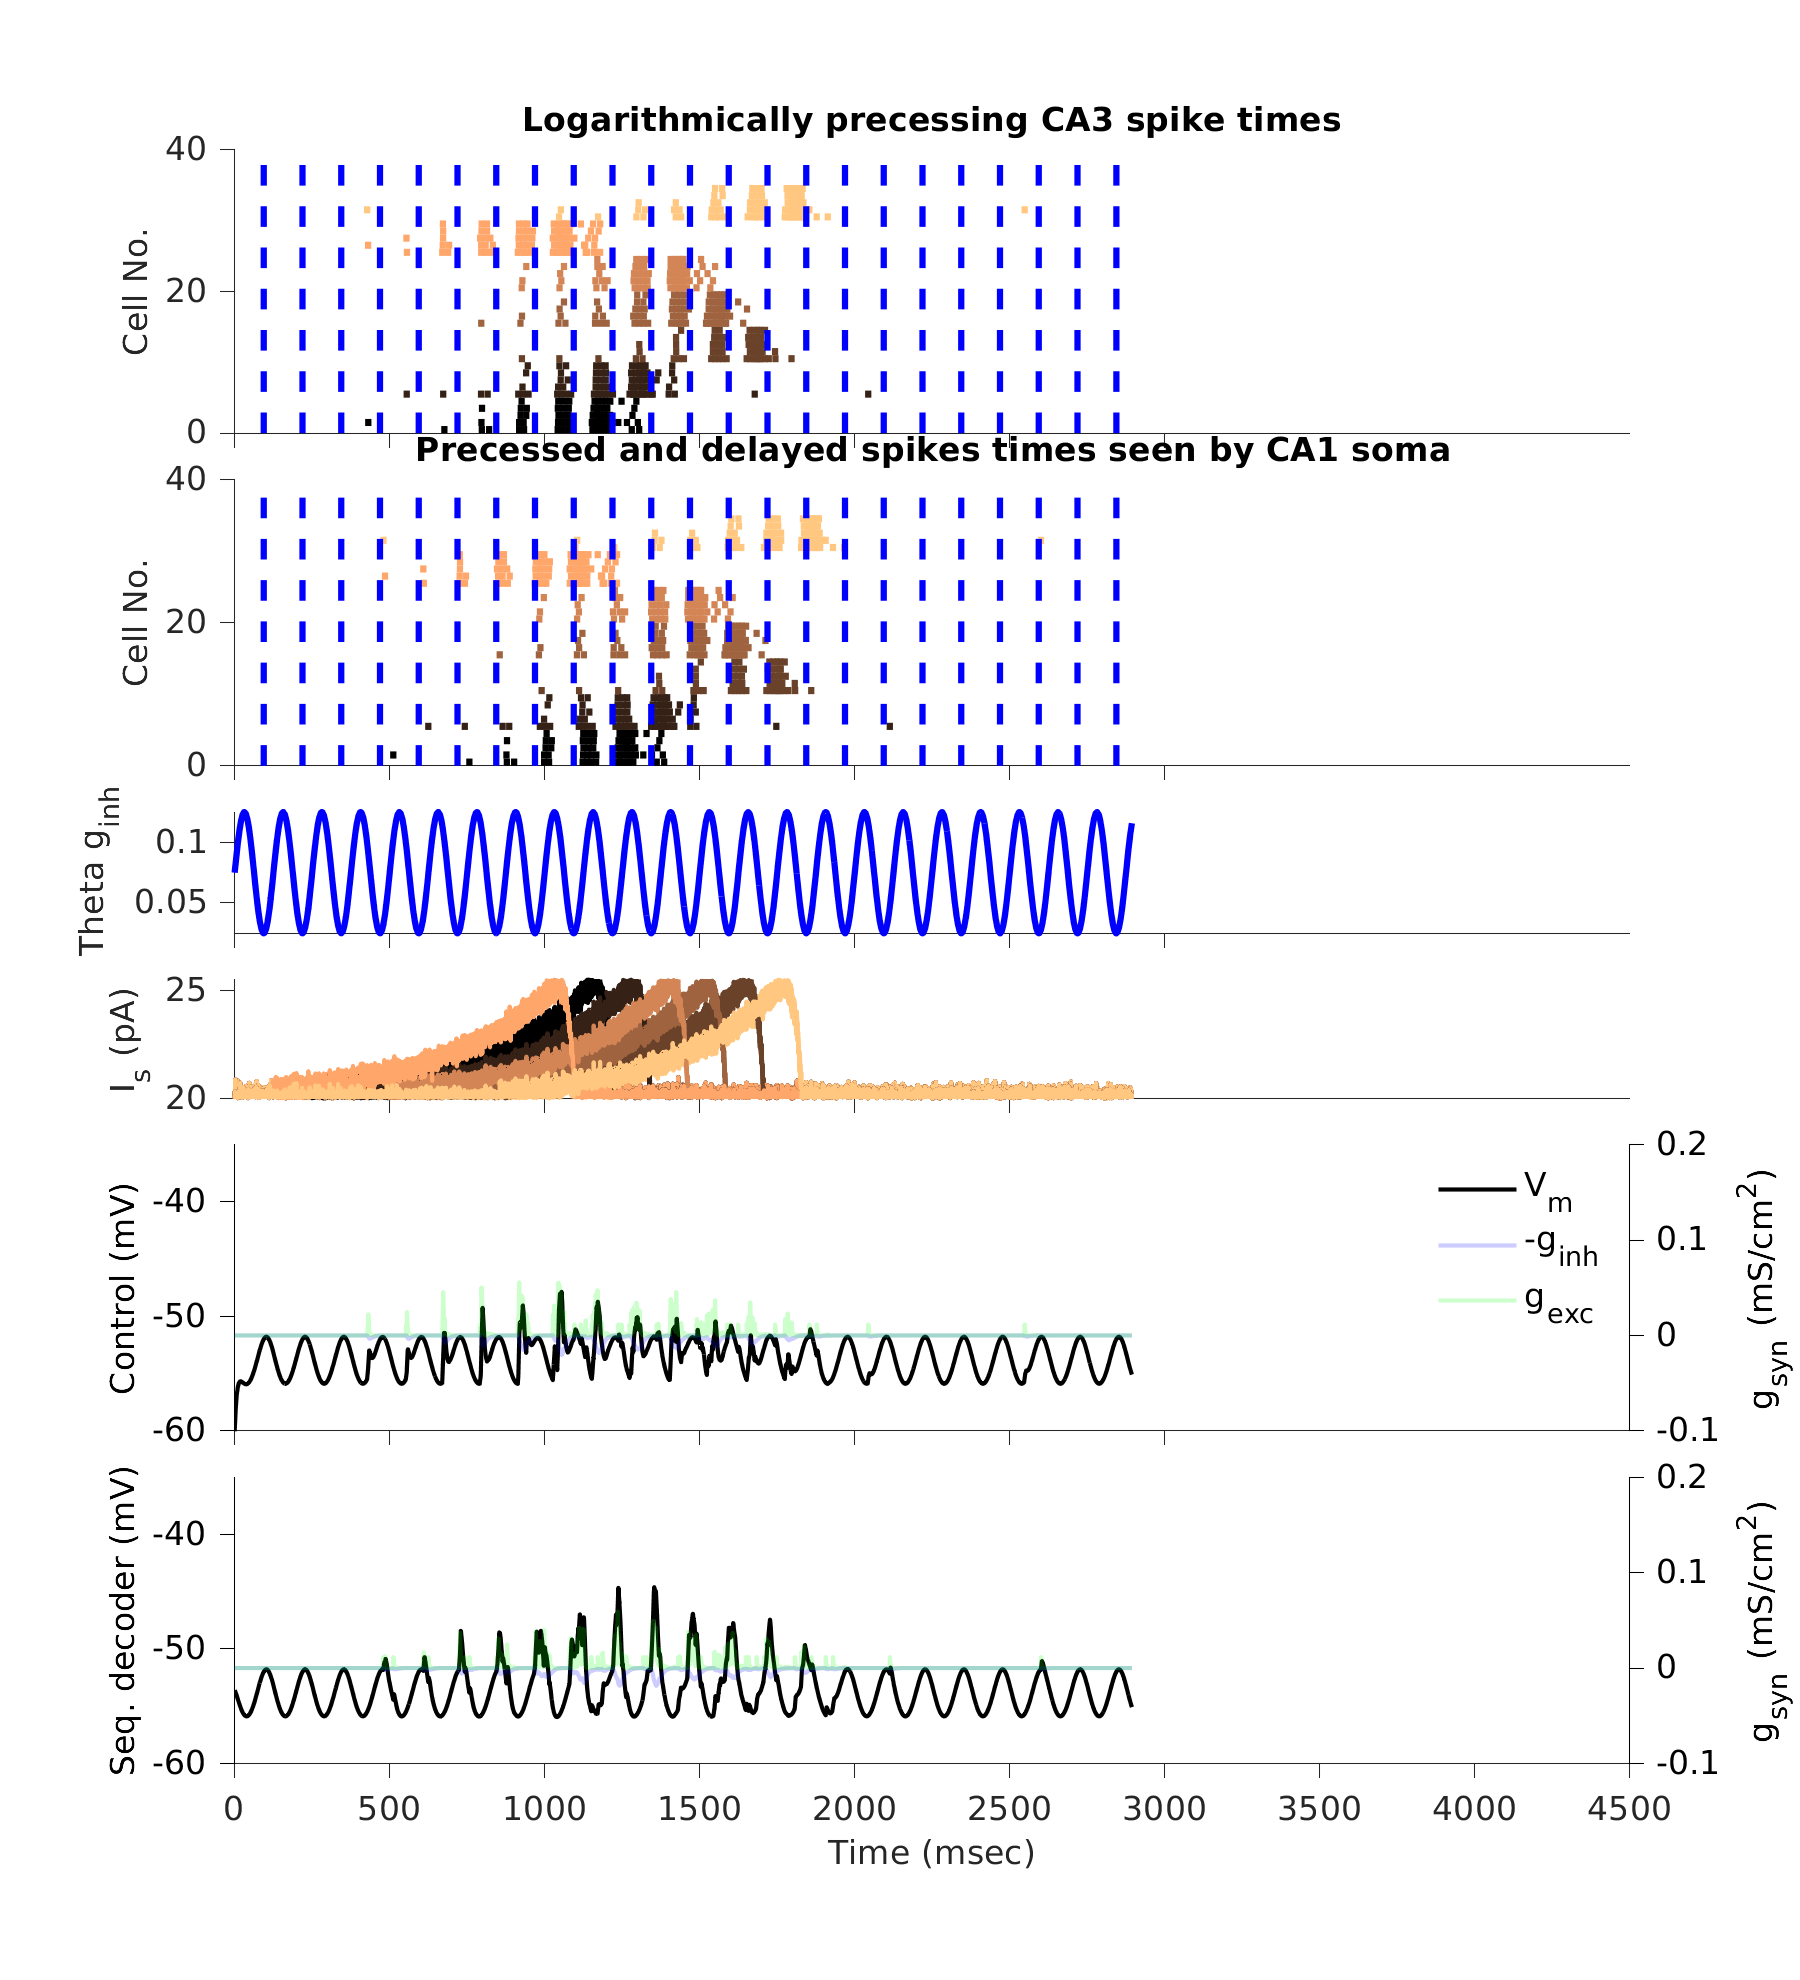 Logarithmically precessing CA3 spike times
40
20
0
Cell No.
Precessed and delayed spikes times seen by CA1 soma
40
20
0
Cell No.
0.1
0.05
Theta g_inh
25
20
I_s (pA)
-40
-50
-60
Control (mV)
V_m
-g_inh
g_exc
0.2
0.1
0
-0.1
g_syn (mS/cm^2)
-40
-50
-60
Seq. decoder (mV)
0.2
0.1
0
-0.1
g_syn (mS/cm^2)
0 500 1000 1500 2000 2500 3000 3500 4000 4500
Time (msec)